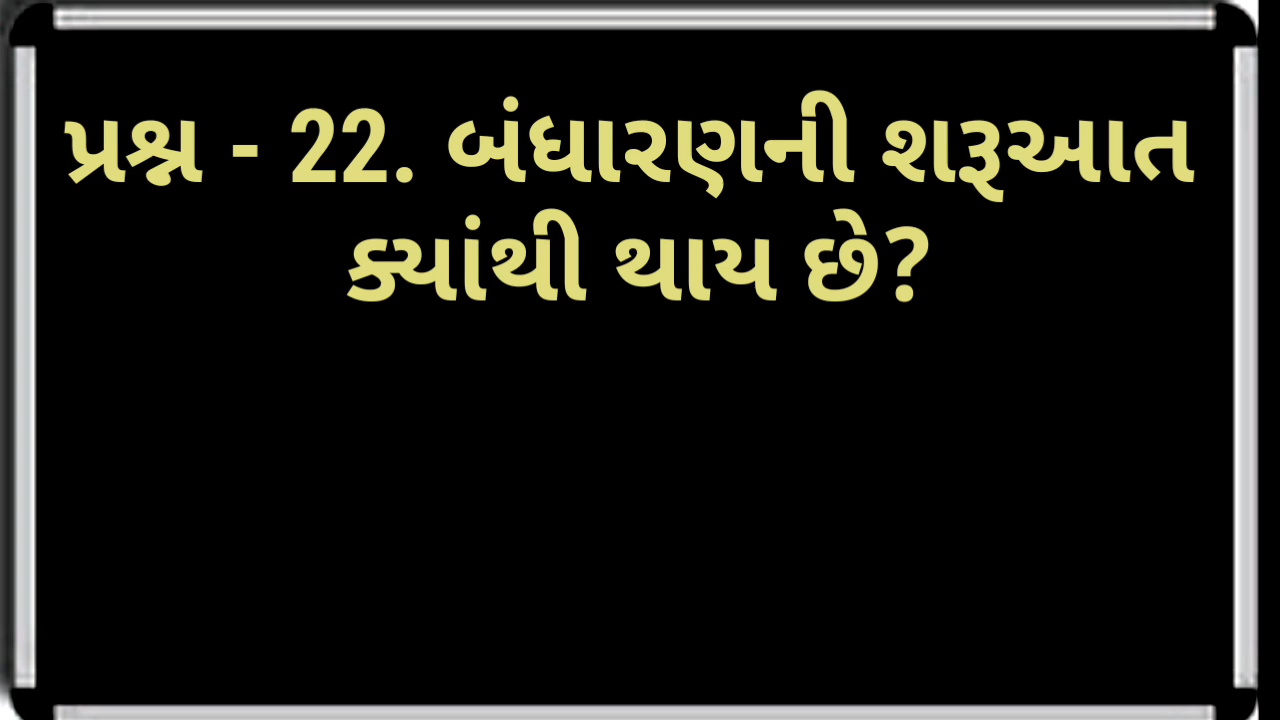 પ્રશ્ન - 22. બંધારણની શરૂઆત
ક્યાંથી થાય છે?